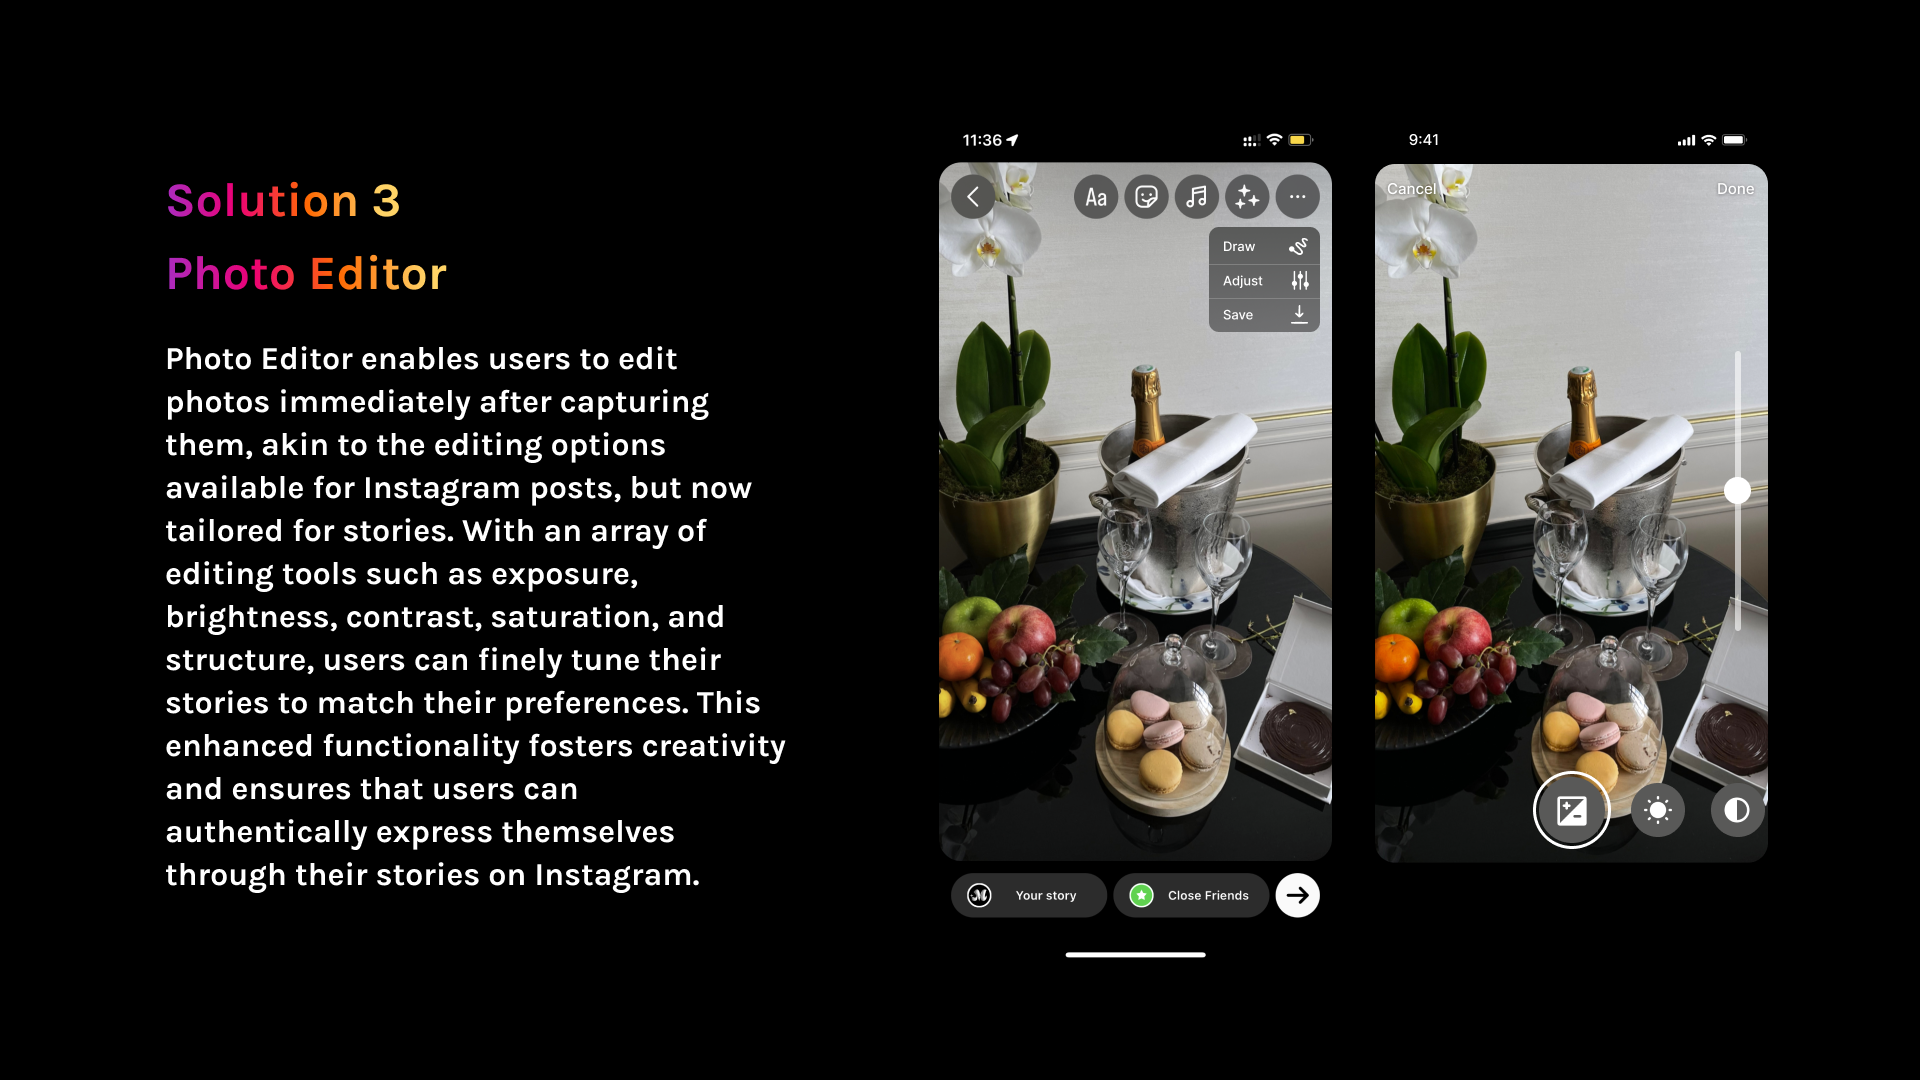 Solution 3
Photo Editor
Photo Editor enables users to edit
photos immediately after capturing
them, akin to the editing options
available for Instagram posts, but now
tailored for stories. With an array of
editing tools such as exposure,
brightness, contrast, saturation, and
structure, users can finely tune their
stories to match their preferences. This
enhanced functionality fosters creativity
and ensures that users can
authentically express themselves
through their stories on Instagram.
11:36
Aa
Draw
Adjust
Save
Your story
Close Friends
9:41
Cancel
Done